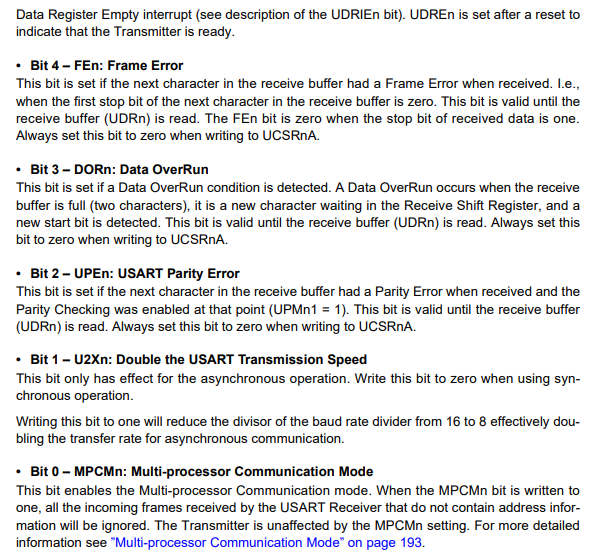 Data Register Empty interrupt (see description of the UDRIEn bit). UDREn is set after a reset to
indicate that the Transmitter is ready.
• Bit 4 – FEn: Frame Error
This bit is set if the next character in the receive buffer had a Frame Error when received. I.e.,
when the first stop bit of the next character in the receive buffer is zero. This bit is valid until the
receive buffer (UDRn) is read. The FEn bit is zero when the stop bit of received data is one.
Always set this bit to zero when writing to UCSRnA.
• Bit 3 – DORn: Data OverRun
This bit is set if a Data OverRun condition is detected. A Data OverRun occurs when the receive
buffer is full (two characters), it is a new character waiting in the Receive Shift Register, and a
new start bit is detected. This bit is valid until the receive buffer (UDRn) is read. Always set this
bit to zero when writing to UCSRnA.
• Bit 2 – UPEn: USART Parity Error
This bit is set if the next character in the receive buffer had a Parity Error when received and the
Parity Checking was enabled at that point (UPMn1 = 1). This bit is valid until the receive buffer
(UDRn) is read. Always set this bit to zero when writing to UCSRnA.
• Bit 1 – U2Xn: Double the USART Transmission Speed
This bit only has effect for the asynchronous operation. Write this bit to zero when using syn-
chronous operation.
Writing this bit to one will reduce the divisor of the baud rate divider from 16 to 8 effectively dou-
bling the transfer rate for asynchronous communication.
• Bit 0 – MPCMn: Multi-processor Communication Mode
This bit enables the Multi-processor Communication mode. When the MPCMn bit is written to
one, all the incoming frames received by the USART Receiver that do not contain address infor-
mation will be ignored. The Transmitter is unaffected by the MPCMn setting. For more detailed
information see "Multi-processor Communication Mode" on page 193.